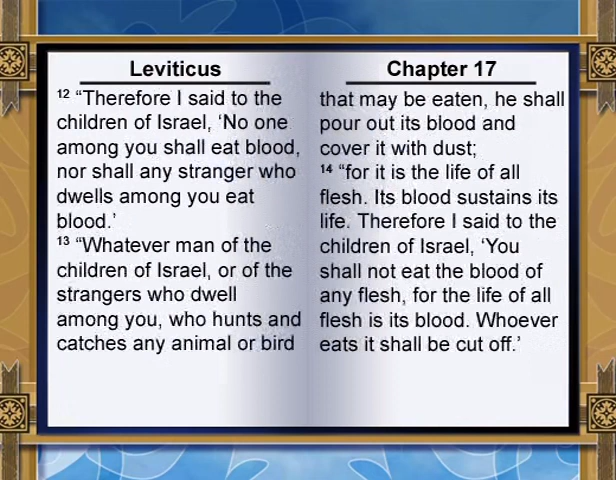 Leviticus
¹² “Therefore I said to the
children of Israel, ‘No one
among you shall eat blood,
nor shall any stranger who
dwells among you eat
blood.’
¹³ “Whatever man of the
children of Israel, or of the
strangers who dwell
among you, who hunts and
catches any animal or bird
Chapter 17
that may be eaten, he shall
pour out its blood and
cover it with dust;
¹⁴ “for it is the life of all
flesh. Its blood sustains its
life. Therefore I said to the
children of Israel, ‘You
shall not eat the blood of
any flesh, for the life of all
flesh is its blood. Whoever
eats it shall be cut off.’